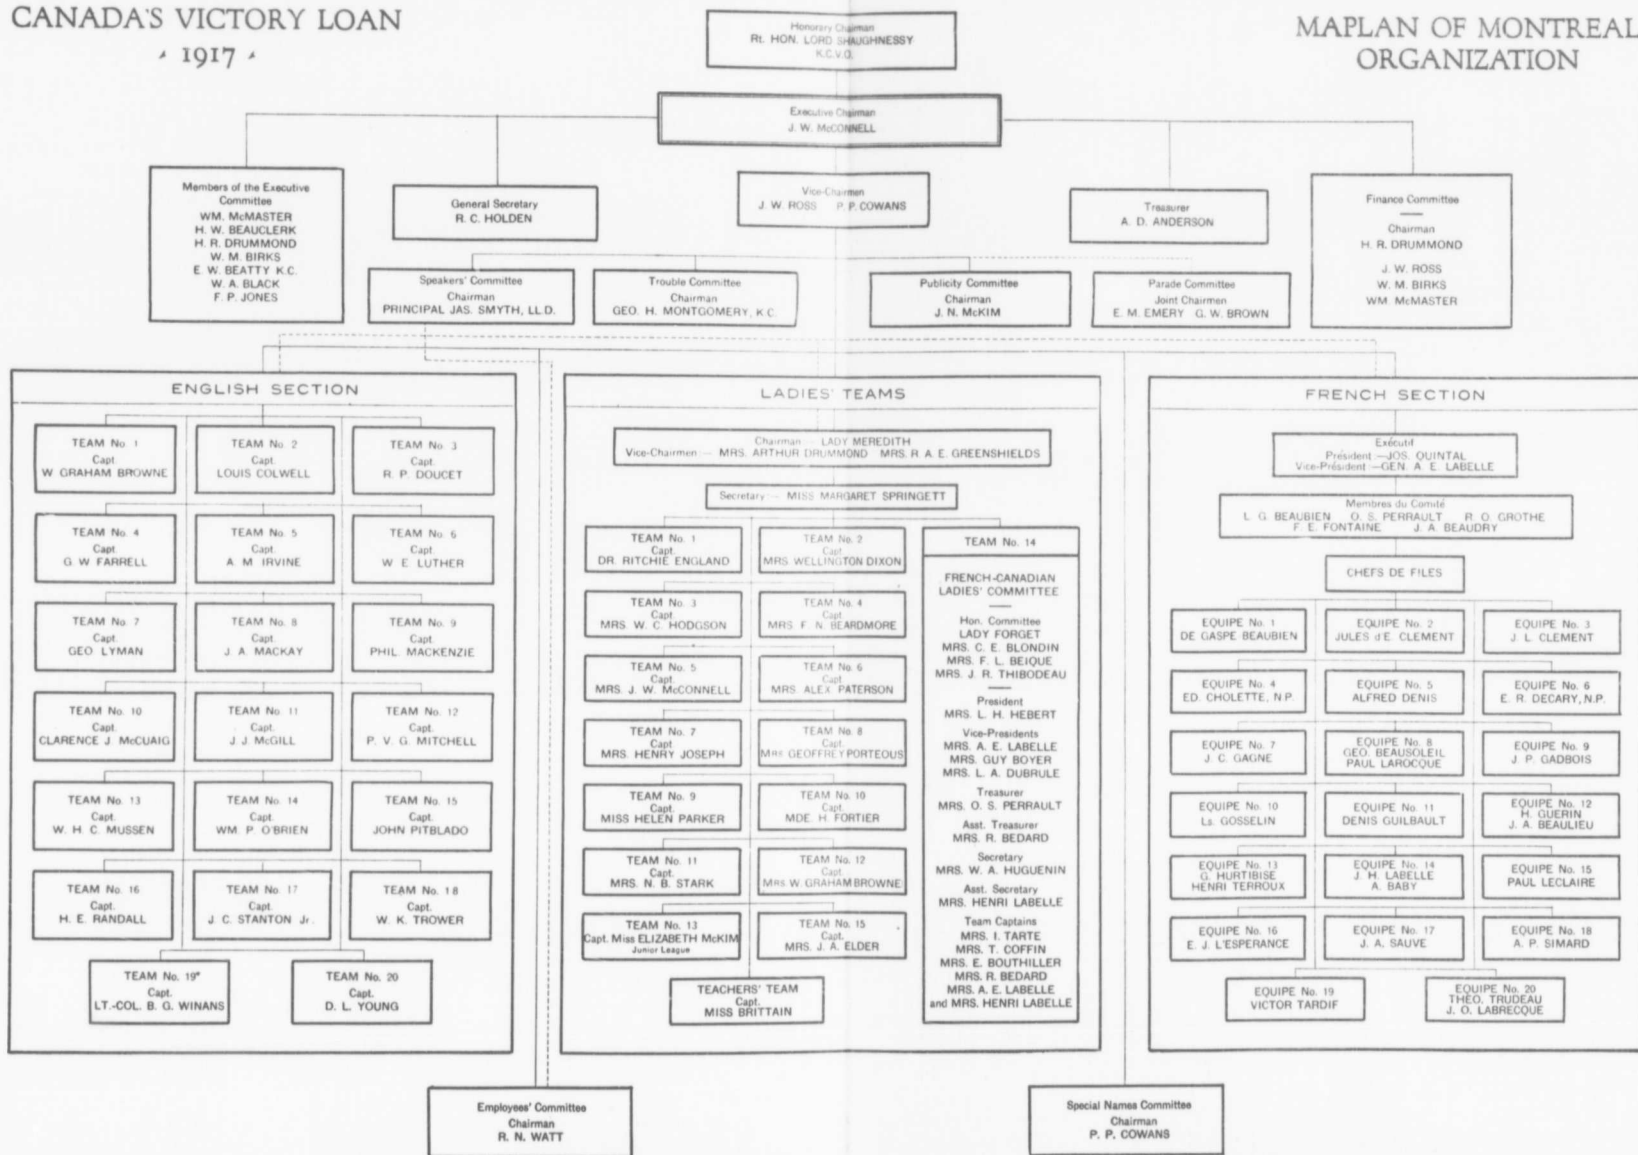 CANADA'S VICTORY LOAN
1917
MAPLAN OF MONTREAL
ORGANIZATION
Honorary Chairman
Rt. HON. LORD SHAUGHNESSY
K.C.V.O.
Executive Chairman
J. W. McCONNELL
Members of the Executive
Committee
WM. McMASTER
H. W. BEAUCLERK
H. R. DRUMMOND
W. M. BIRKS
E. W. BEATTY K.C.
W. A. BLACK
F. P. JONES
General Secretary
R. C. HOLDEN
Vice-Chairmen
J. W. ROSS P. P. COWANS
Treasurer
A. D. ANDERSON
Finance Committee
Chairman
H. R. DRUMMOND
J. W. ROSS
W. M. BIRKS
WM. McMASTER
Speakers' Committee
Chairman
PRINCIPAL JAS. SMYTH, LL.D.
Trouble Committee
Chairman
GEO. H. MONTGOMERY, K.C.
Publicity Committee
Chairman
J. N. McKIM
Parade Committee
Joint Chairmen
E. M. EMERY G. W. BROWN
ENGLISH SECTION
TEAM No. 1
Capt.
W GRAHAM BROWNE
TEAM No. 2
Capt.
LOUIS COLWELL
TEAM No. 3
Capt.
R. P. DOUCET
TEAM No. 4
Capt.
G. W FARRELL
TEAM No. 5
Capt.
A. M. IRVINE
TEAM No. 6
Capt.
W. E. LUTHER
TEAM No. 7
Capt.
GEO. LYMAN
TEAM No. 8
Capt.
J. A. MACKAY
TEAM No. 9
Capt.
PHIL. MACKENZIE
TEAM No. 10
Capt.
CLARENCE J. McCUAIG
TEAM No. 11
Capt.
J. J. McGILL
TEAM No. 12
Capt.
P. V. G. MITCHELL
TEAM No. 13
Capt.
W. H. C. MUSSEN
TEAM No. 14
Capt.
WM. P. O'BRIEN
TEAM No. 15
Capt.
JOHN PITBLADO
TEAM No. 16
Capt.
H. E. RANDALL
TEAM No. 17
Capt.
J. C. STANTON Jr.
TEAM No. 18
Capt.
W. K. TROWER
TEAM No. 19*
Capt.
LT.-COL. B. G. WINANS
TEAM No. 20
Capt.
D. L. YOUNG
LADIES' TEAMS
Chairman — LADY MEREDITH
Vice-Chairmen — MRS. ARTHUR DRUMMOND MRS. R. A. E. GREENSHIELDS
Secretary — MISS MARGARET SPRINGETT
TEAM No. 1
Capt.
DR. RITCHIE ENGLAND
TEAM No. 2
Capt.
MRS. WELLINGTON DIXON
TEAM No. 3
Capt.
MRS. W. C. HODGSON
TEAM No. 4
Capt.
MRS. F. N. BEARDMORE
TEAM No. 5
Capt.
MRS. J. W. McCONNELL
TEAM No. 6
Capt.
MRS. ALEX PATERSON
TEAM No. 7
Capt
MRS. HENRY JOSEPH
TEAM No. 8
Capt.
MRS GEOFFREY PORTEOUS
TEAM No. 9
Capt.
MISS HELEN PARKER
TEAM No. 10
Capt.
MDE. H. FORTIER
TEAM No. 11
Capt.
MRS. N. B. STARK
TEAM No. 12
Capt.
MRS W. GRAHAM BROWNE
TEAM No. 13
Capt. Miss ELIZABETH McKIM
Junior League
TEAM No. 15
Capt.
MRS. J. A. ELDER
TEACHERS' TEAM
Capt.
MISS BRITTAIN
TEAM No. 14
FRENCH-CANADIAN
LADIES' COMMITTEE
Hon. Committee
LADY FORGET
MRS. C. E. BLONDIN
MRS. F. L. BEIQUE
MRS. J. R. THIBODEAU
President
MRS. L. H. HEBERT
Vice-Presidents
MRS. A. E. LABELLE
MRS. GUY BOYER
MRS. L. A. DUBRULE
Treasurer
MRS. O. S. PERRAULT
Asst. Treasurer
MRS. R. BEDARD
Secretary
MRS. W. A. HUGUENIN
Asst. Secretary
MRS. HENRI LABELLE
Team Captains
MRS. I. TARTE
MRS. T. COFFIN
MRS. E. BOUTHILLER
MRS. R. BEDARD
MRS. A. E. LABELLE
and MRS. HENRI LABELLE
FRENCH SECTION
Exécutif
Président :—JOS. QUINTAL
Vice-Président :—GEN. A. E. LABELLE
Membres du Comité
L. G. BEAUBIEN O. S. PERRAULT R. O. GROTHE
F. E. FONTAINE J. A. BEAUDRY
CHEFS DE FILES
EQUIPE No. 1
DE GASPE BEAUBIEN
EQUIPE No. 2
JULES d'E. CLEMENT
EQUIPE No. 3
J. L. CLEMENT
EQUIPE No. 4
ED. CHOLETTE, N.P.
EQUIPE No. 5
ALFRED DENIS
EQUIPE No. 6
E. R. DECARY, N.P.
EQUIPE No. 7
J. C. GAGNE
EQUIPE No. 8
GEO. BEAUSOLEIL
PAUL LAROCQUE
EQUIPE No. 9
J. P. GADBOIS
EQUIPE No. 10
Ls. GOSSELIN
EQUIPE No. 11
DENIS GUILBAULT
EQUIPE No. 12
H. GUERIN
J. A. BEAULIEU
EQUIPE No. 13
G. HURTIBISE
HENRI TERROUX
EQUIPE No. 14
J. H. LABELLE
A. BABY
EQUIPE No. 15
PAUL LECLAIRE
EQUIPE No. 16
E. J. L'ESPERANCE
EQUIPE No. 17
J. A. SAUVE
EQUIPE No. 18
A. P. SIMARD
EQUIPE No. 19
VICTOR TARDIF
EQUIPE No. 20
THÉO. TRUDEAU
J. O. LABRECQUE
Employees' Committee
Chairman
R. N. WATT
Special Names Committee
Chairman
P. P. COWANS